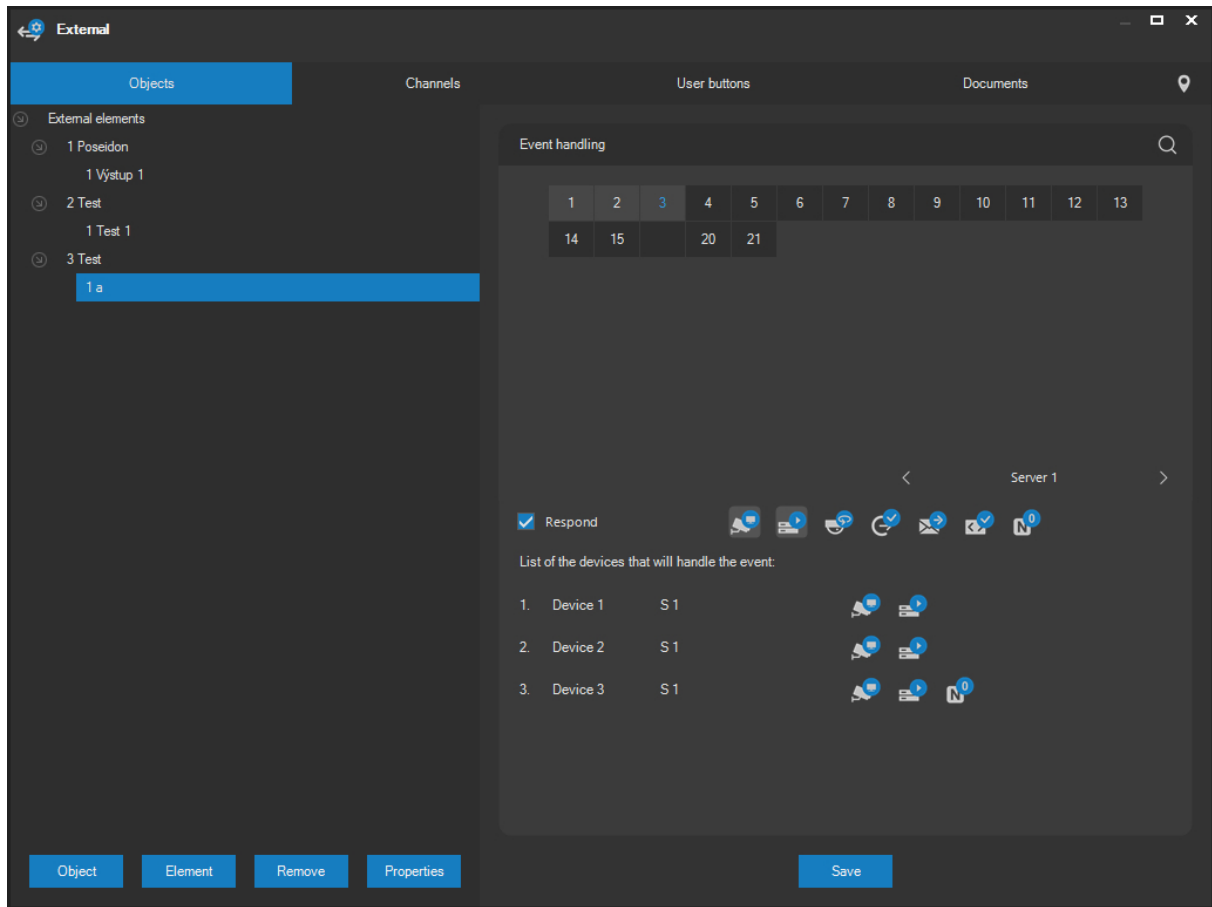 External
Objects Channels User buttons Documents
External elements
1 Poseidon
1 Výstup 1
2 Test
1 Test 1
3 Test
1 a
Event handling
1 2 3 4 5 6 7 8 9 10 11 12 13
14 15 20 21
Server 1
Respond
0
List of the devices that will handle the event:
1. Device 1 S 1
2. Device 2 S 1
3. Device 3 S 1 0
Object Element Remove Properties Save